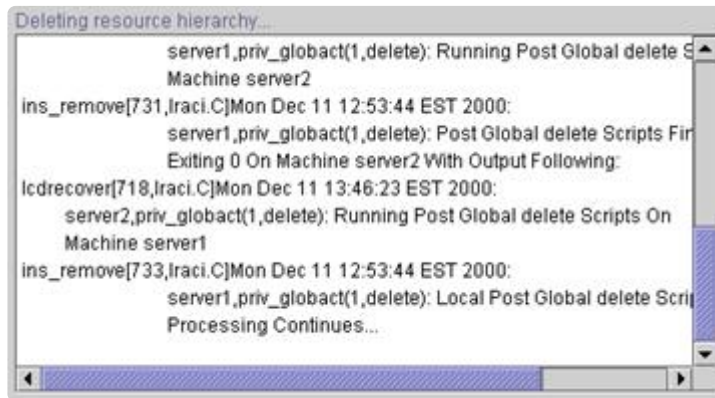 Deleting resource hierarchy...
server1,priv_globact(1,delete): Running Post Global delete S
Machine server2
ins_remove[731,lraci.C]Mon Dec 11 12:53:44 EST 2000:
server1,priv_globact(1,delete): Post Global delete Scripts Fin
Exiting 0 On Machine server2 With Output Following:
lcdrecover[718,lraci.C]Mon Dec 11 13:46:23 EST 2000:
server2,priv_globact(1,delete): Running Post Global delete Scripts On
Machine server1
ins_remove[733,lraci.C]Mon Dec 11 12:53:44 EST 2000:
server1,priv_globact(1,delete): Local Post Global delete Scrip
Processing Continues...